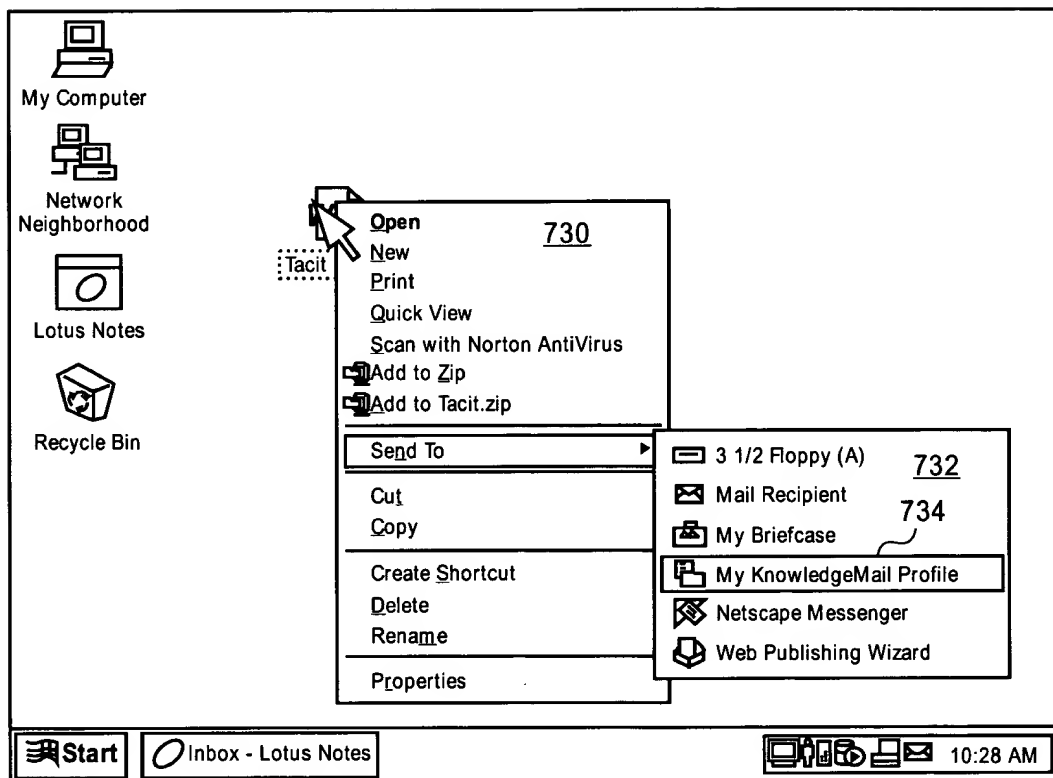 My Computer
Network
Neighborhood
Lotus Notes
Recycle Bin
Tacit
Open
730
New
Print
Quick View
Scan with Norton AntiVirus
Add to Zip
Add to Tacit.zip
Send To
Cut
Copy
Create Shortcut
Delete
Rename
Properties
3 1/2 Floppy (A)
732
Mail Recipient
734
My Briefcase
My KnowledgeMail Profile
Netscape Messenger
Web Publishing Wizard
Start
Inbox - Lotus Notes
10:28 AM